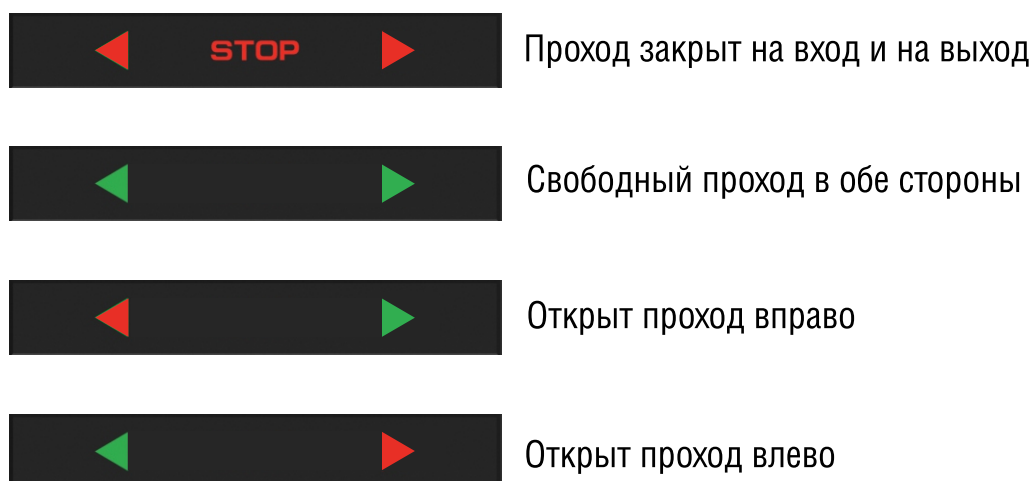 STOP Проход закрыт на вход и на выход
Свободный проход в обе стороны
Открыт проход вправо
Открыт проход влево